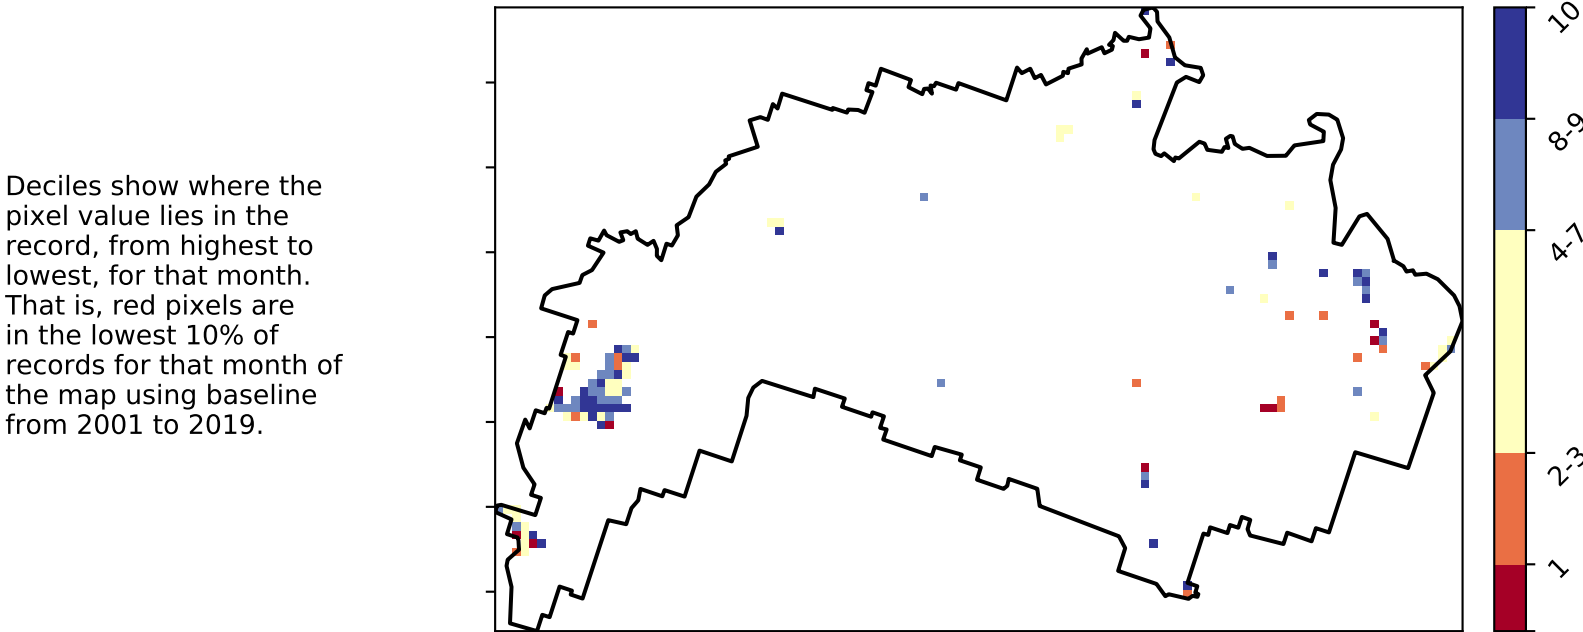 Deciles show where the
pixel value lies in the
record, from highest to
lowest, for that month.
That is, red pixels are
in the lowest 10% of
records for that month of
the map using baseline
from 2001 to 2019.
10
8-9
4-7
2-3
1